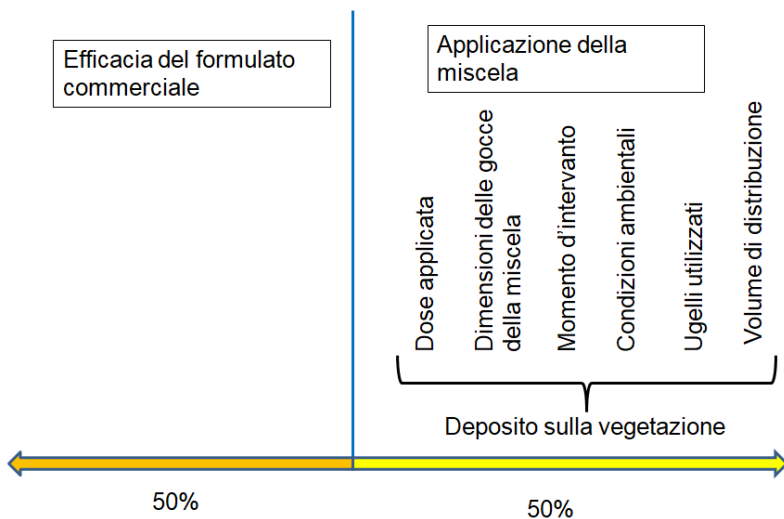 Efficacia del formulato
commerciale
Applicazione della
miscela
Dose applicata
Dimensioni delle gocce
della miscela
Momento d'intervanto
Condizioni ambientali
Ugelli utilizzati
Volume di distribuzione
Deposito sulla vegetazione
50%
50%